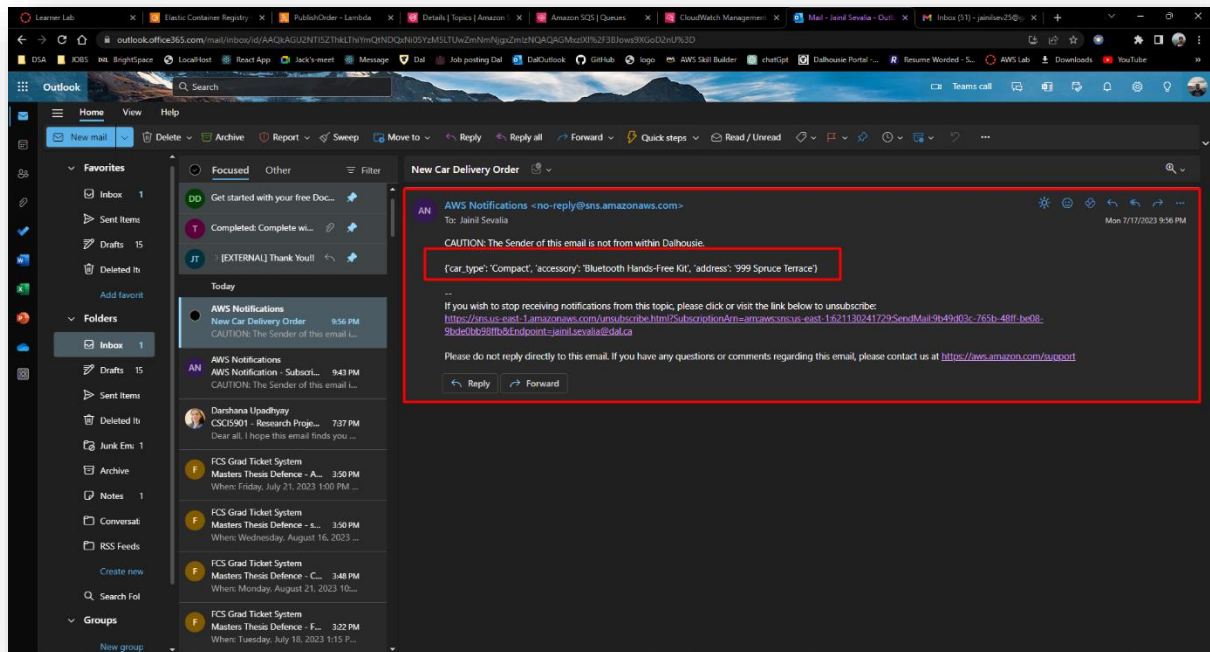 Learner Lab
Elastic Container Registry
PublishOrder - Lambda
Details | Topics | Amazon S
Amazon SQS | Queues
CloudWatch Management
Mail - Jainil Sevalia - Outlo
Inbox (51) - jainilsev25@g
outlook.office365.com/mail/inbox/id/
DSA
JOBS
BrightSpace
LocalHost
React App
Jack's-meet
Message
Dal
Job posting Dal
DalOutlook
GitHub
logo
AWS Skill Builder
chatGpt
Dalhousie Portal -...
Resume Worded - S...
AWS Lab
Downloads
YouTube
Outlook
Search
Teams call
Home
View
Help
New mail
Delete
Archive
Report
Sweep
Move to
Reply
Reply all
Forward
Quick steps
Read / Unread
Favorites
Inbox 1
Sent Items
Drafts 15
Deleted Ite
Add favorit
Folders
Inbox 1
Drafts 15
Sent Items
Deleted Ite
Junk Ema 1
Archive
Notes 1
Conversati
RSS Feeds
Create new
Search Fol
Groups
New group
Focused
Other
Filter
DD
Get started with your free Doc...
T
Completed: Complete wi...
JT
[EXTERNAL] Thank You!!
Today
AWS Notifications
New Car Delivery Order 9:56 PM
CAUTION: The Sender of this email i...
AN
AWS Notifications
AWS Notification - Subscri... 9:43 PM
CAUTION: The Sender of this email i...
Darshana Upadhyay
CSCI5901 - Research Proje... 7:37 PM
Dear all, I hope this email finds you ...
F
FCS Grad Ticket System
Masters Thesis Defence - A... 3:50 PM
When: Friday, July 21, 2023 1:00 PM ...
F
FCS Grad Ticket System
Masters Thesis Defence - s... 3:50 PM
When: Wednesday, August 16, 2023 ...
F
FCS Grad Ticket System
Masters Thesis Defence - C... 3:48 PM
When: Monday, August 21, 2023 10:...
F
FCS Grad Ticket System
Masters Thesis Defence - F... 3:22 PM
When: Tuesday, July 18, 2023 1:15 P...
New Car Delivery Order
AN
AWS Notifications <no-reply@sns.amazonaws.com>
To: Jainil Sevalia
Mon 7/17/2023 9:56 PM
CAUTION: The Sender of this email is not from within Dalhousie.
{'car_type': 'Compact', 'accessory': 'Bluetooth Hands-Free Kit', 'address': '999 Spruce Terrace'}
--
If you wish to stop receiving notifications from this topic, please click or visit the link below to unsubscribe:
https://sns.us-east-1.amazonaws.com/unsubscribe.html?SubscriptionArn=arn:aws:sns:us-east-1:621130241729:SendMail:9b49d03c-765b-48ff-be08-
9bde0bb98ffb&Endpoint=jainil.sevalia@dal.ca
Please do not reply directly to this email. If you have any questions or comments regarding this email, please contact us at https://aws.amazon.com/support
Reply
Forward